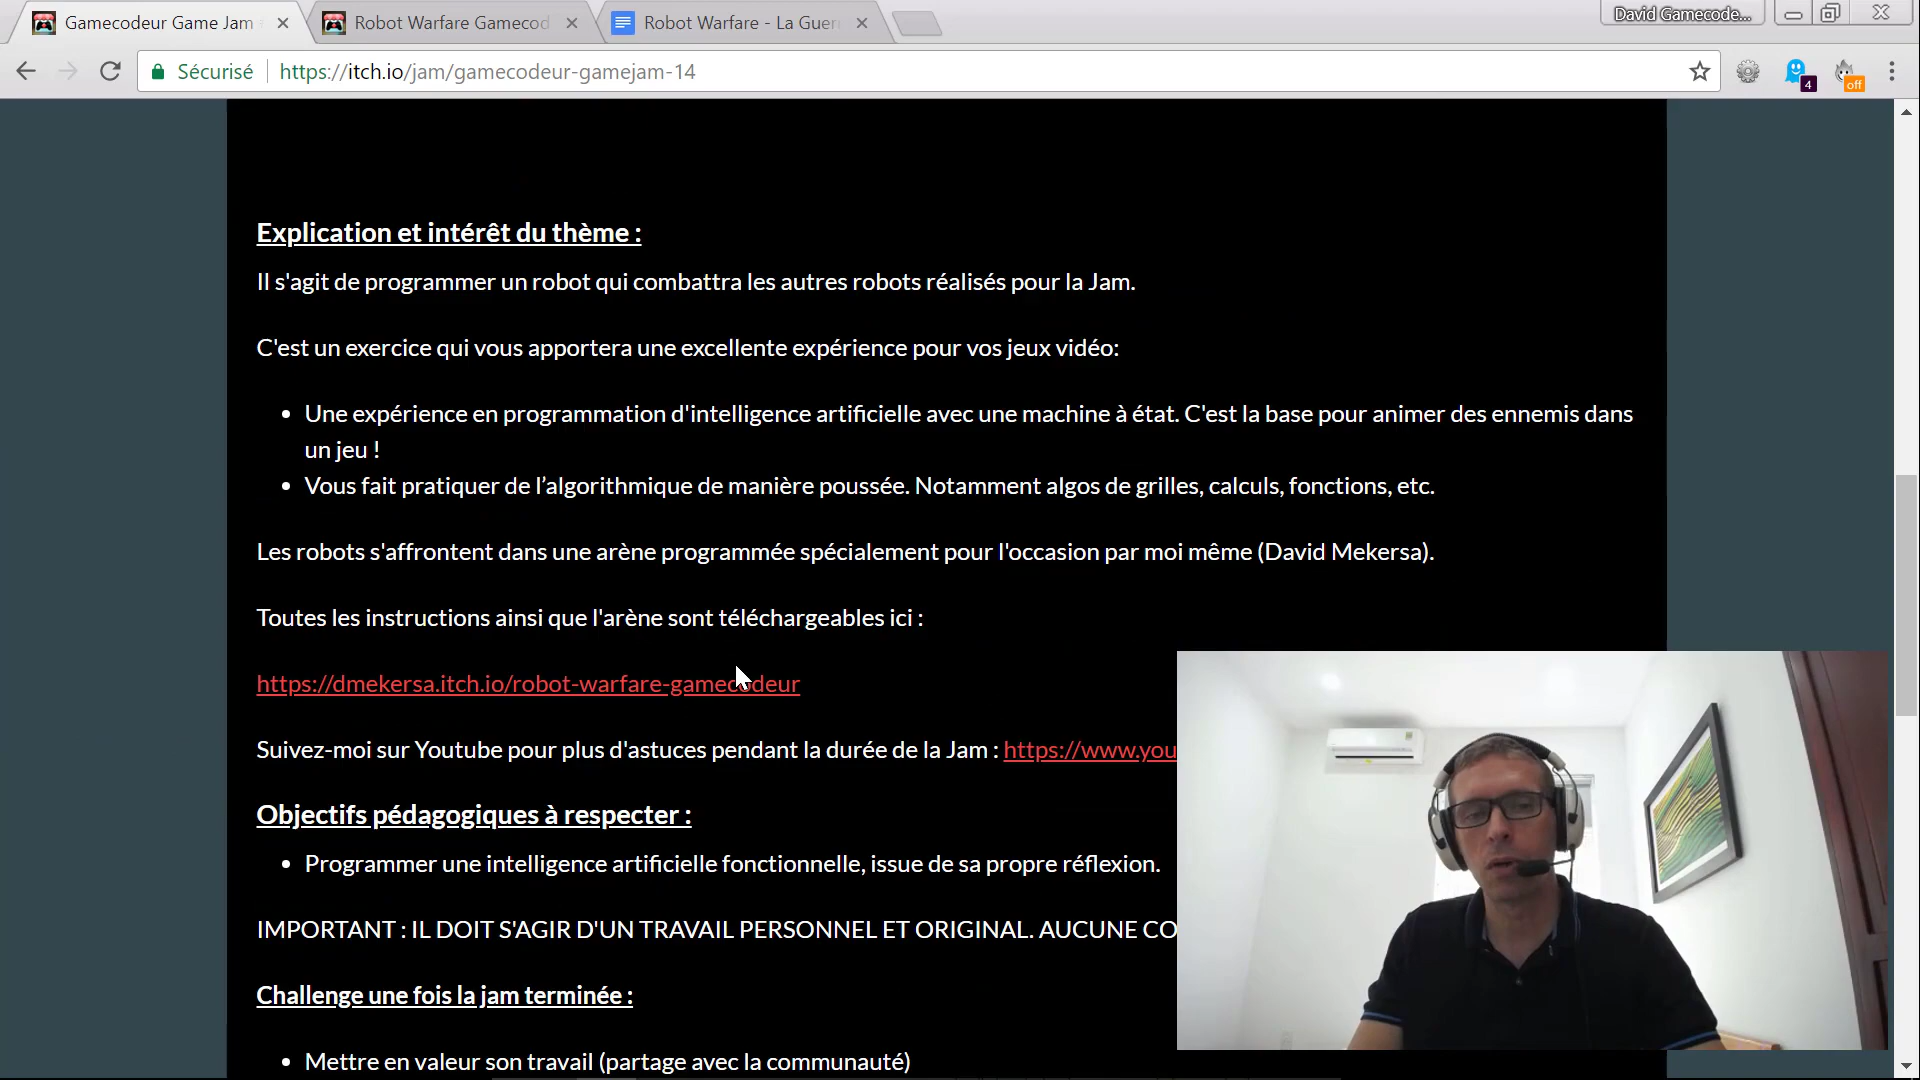 Gamecodeur Game Jam
Robot Warfare Gamecod
Robot Warfare - La Guer
David Gamecode...
Sécurisé
https://itch.io/jam/gamecodeur-gamejam-14
4
off
Explication et intérêt du thème :
Il s'agit de programmer un robot qui combattra les autres robots réalisés pour la Jam.
C'est un exercice qui vous apportera une excellente expérience pour vos jeux vidéo:
• Une expérience en programmation d'intelligence artificielle avec une machine à état. C'est la base pour animer des ennemis dans
un jeu !
• Vous fait pratiquer de l’algorithmique de manière poussée. Notamment algos de grilles, calculs, fonctions, etc.
Les robots s'affrontent dans une arène programmée spécialement pour l'occasion par moi même (David Mekersa).
Toutes les instructions ainsi que l'arène sont téléchargeables ici :
https://dmekersa.itch.io/robot-warfare-gamecodeur
Suivez-moi sur Youtube pour plus d'astuces pendant la durée de la Jam : https://www.you
Objectifs pédagogiques à respecter :
• Programmer une intelligence artificielle fonctionnelle, issue de sa propre réflexion.
IMPORTANT : IL DOIT S'AGIR D'UN TRAVAIL PERSONNEL ET ORIGINAL. AUCUNE CO
Challenge une fois la jam terminée :
• Mettre en valeur son travail (partage avec la communauté)